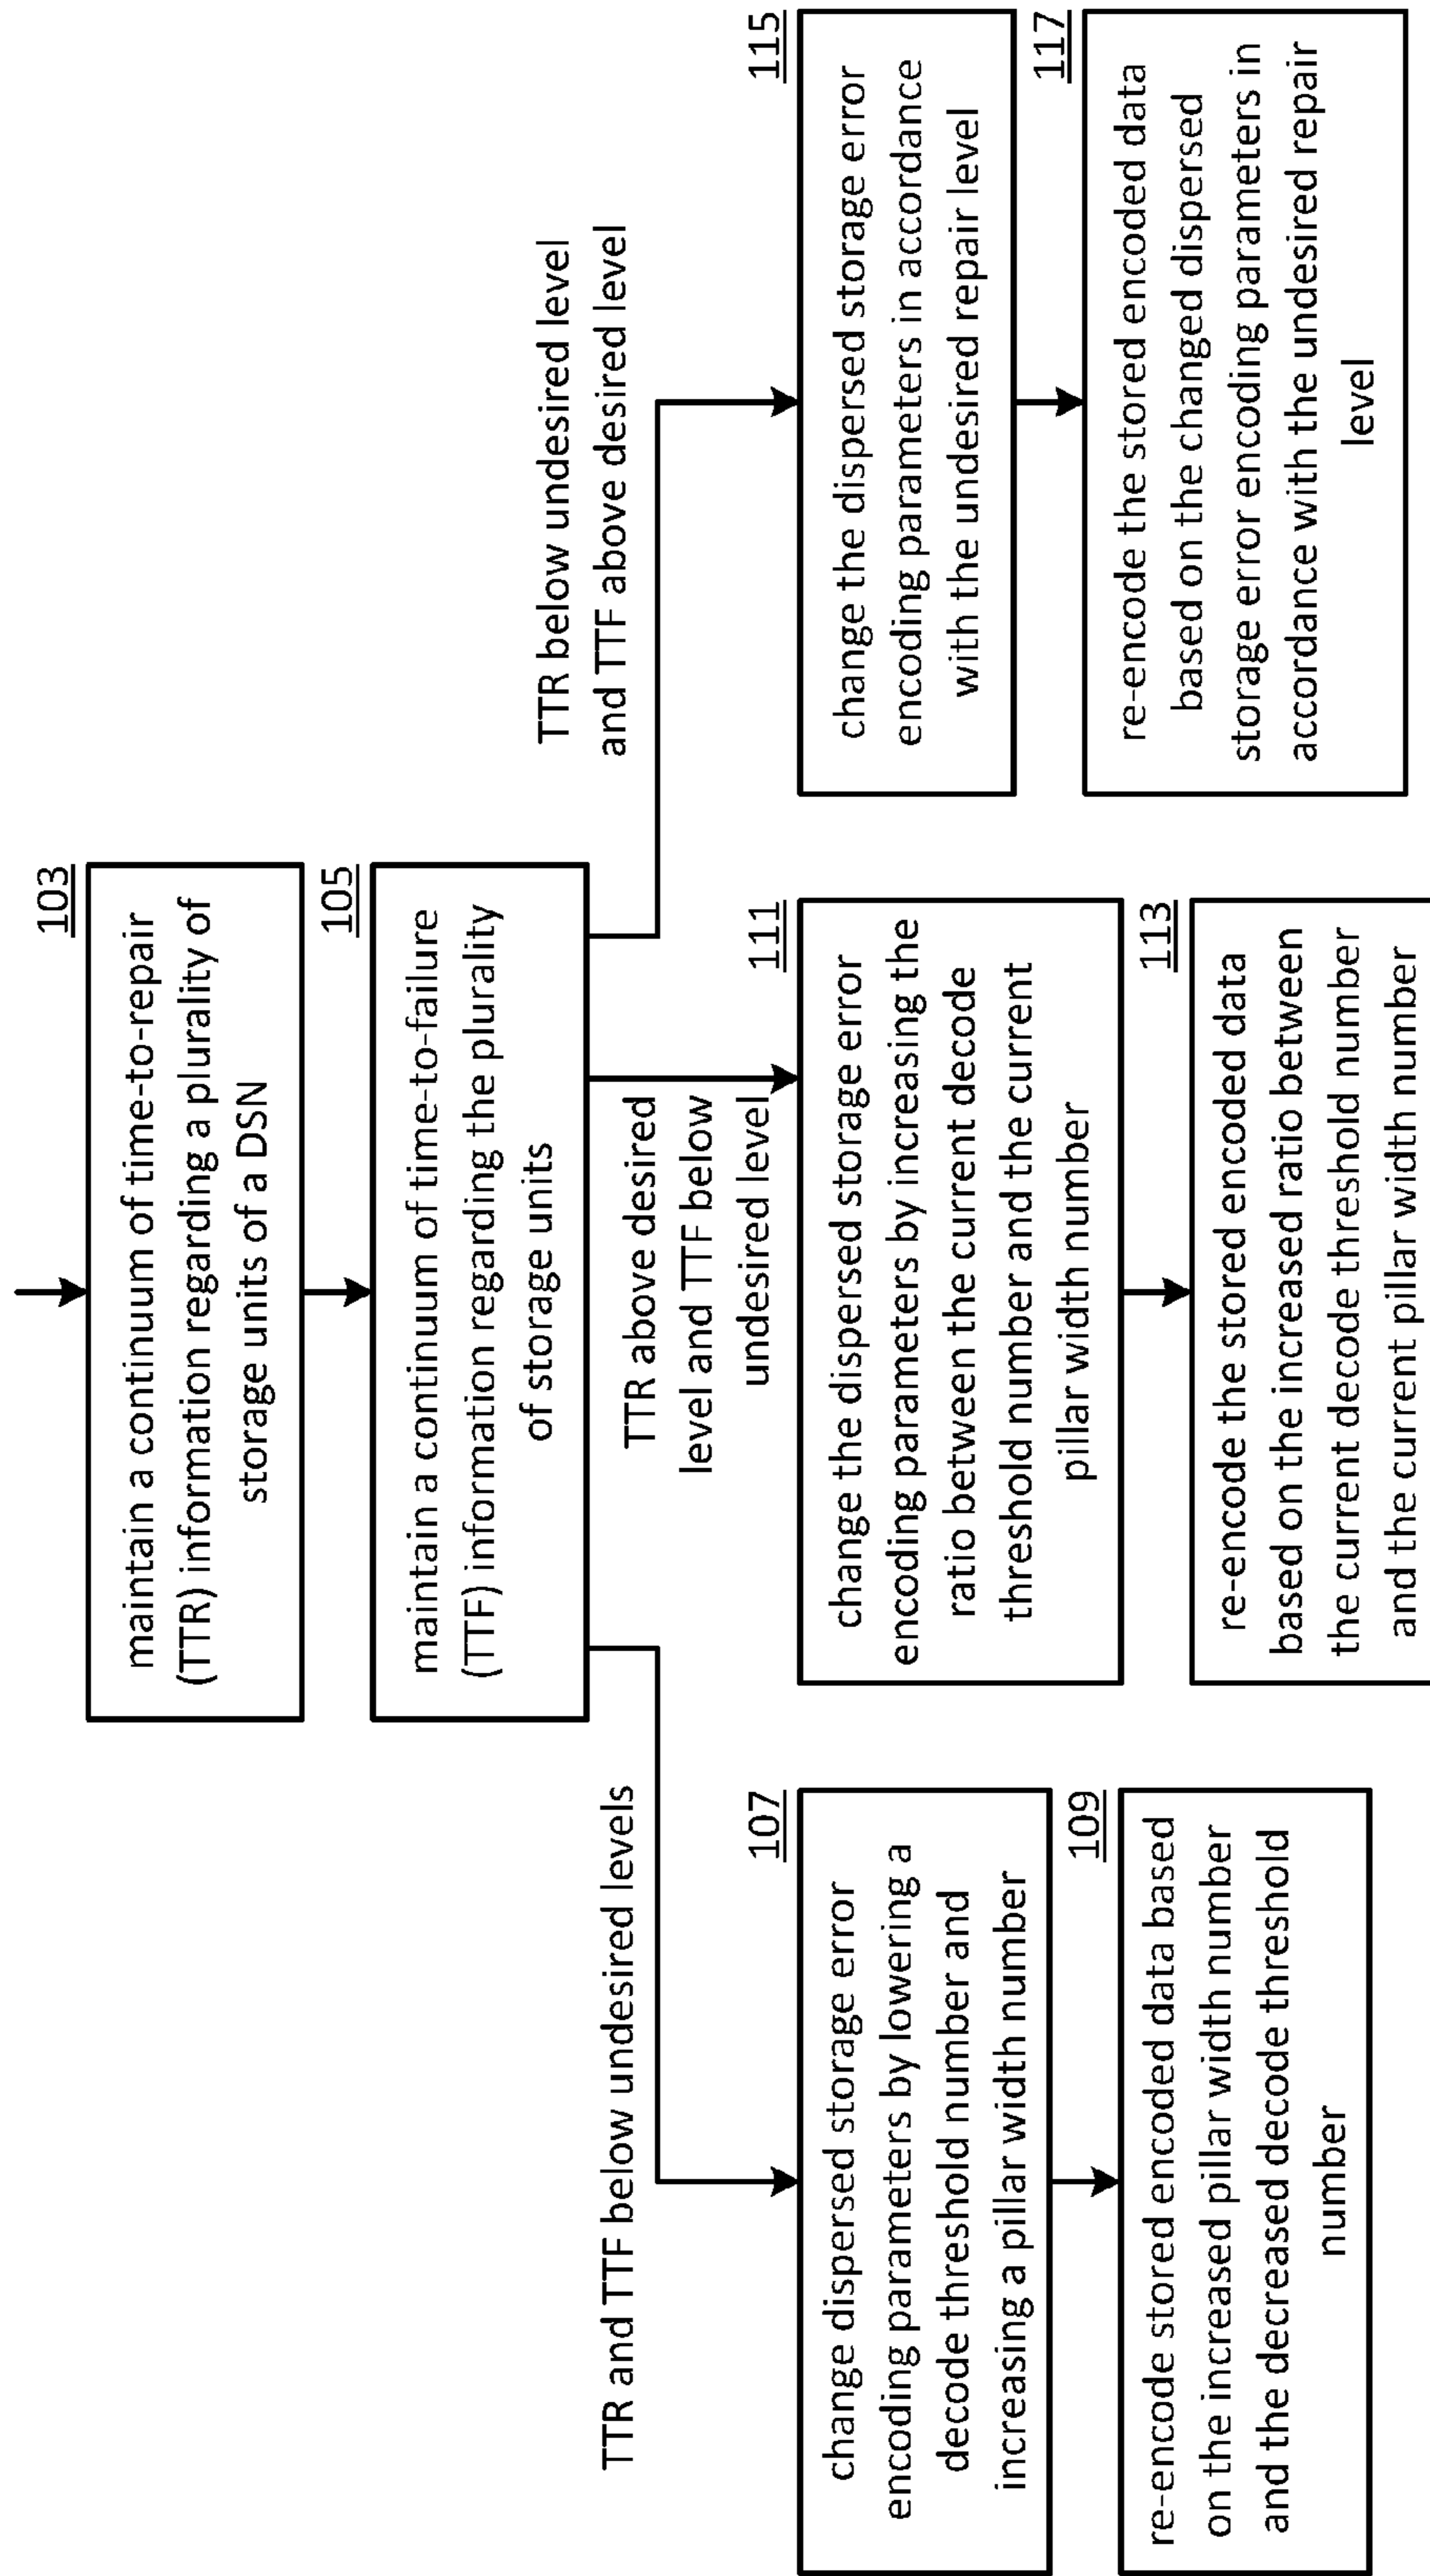 103
maintain a continuum of time-to-repair
(TTR) information regarding a plurality of
storage units of a DSN
105
maintain a continuum of time-to-failure
(TTF) information regarding the plurality
of storage units
TTR and TTF below undesired levels
107
change dispersed storage error
encoding parameters by lowering a
decode threshold number and
increasing a pillar width number
109
re-encode stored encoded data based
on the increased pillar width number
and the decreased decode threshold
number
TTR above desired
level and TTF below
undesired level
111
change the dispersed storage error
encoding parameters by increasing the
ratio between the current decode
threshold number and the current
pillar width number
113
re-encode the stored encoded data
based on the increased ratio between
the current decode threshold number
and the current pillar width number
TTR below undesired level
and TTF above desired level
115
change the dispersed storage error
encoding parameters in accordance
with the undesired repair level
117
re-encode the stored encoded data
based on the changed dispersed
storage error encoding parameters in
accordance with the undesired repair
level